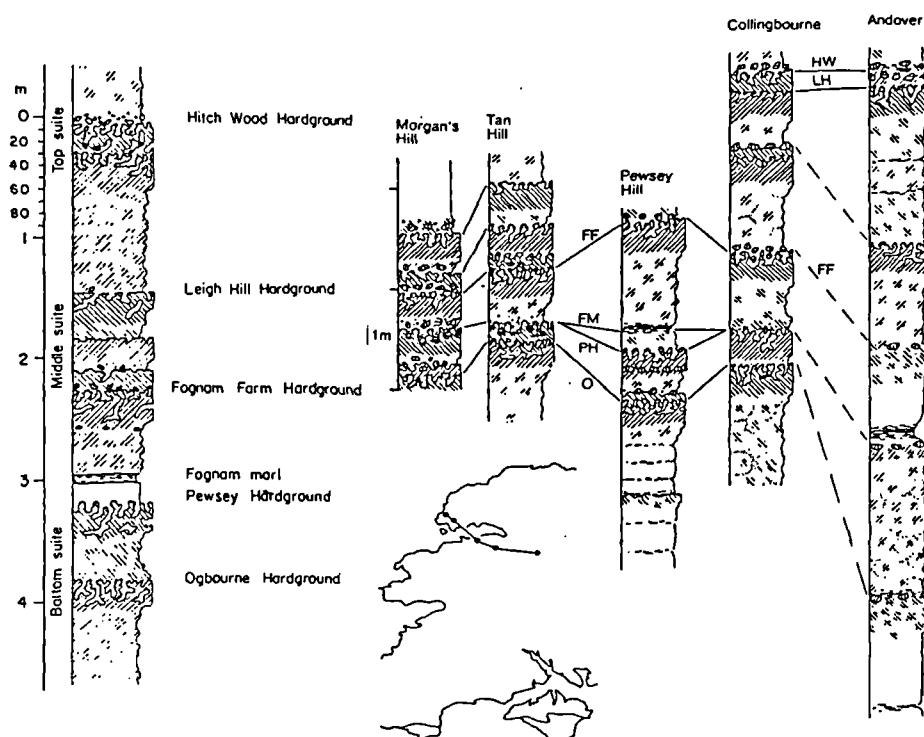 Collingbourne
Andover
HW
LH
m
0
20
40
60
80
1
2
3
4
Top suite
Middle suite
Bottom suite
Hitch Wood Hardground
Leigh Hill Hardground
Fognam Farm Hardground
Fognam marl
Pewsey Hardground
Ogbourne Hardground
Morgan's
Hill
Tan
Hill
Pewsey
Hill
1m
FF
FM
PH
O
FF